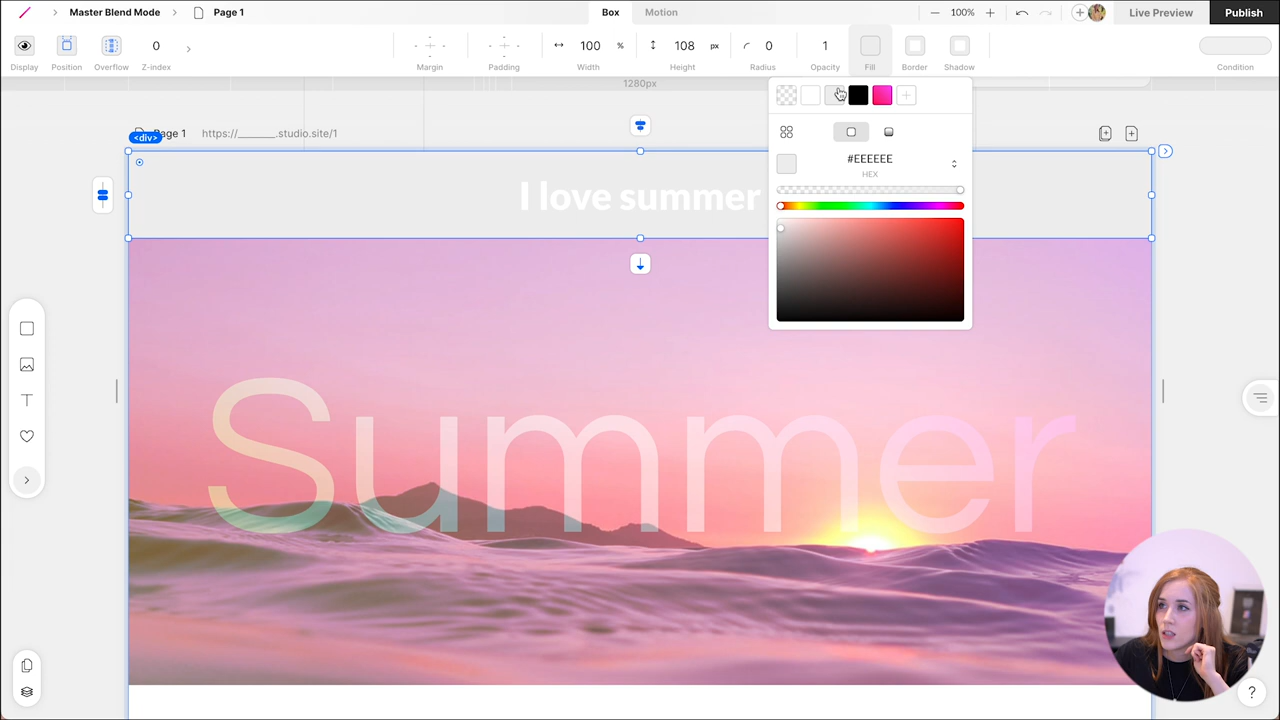 Master Blend Mode
Page 1
Box
Motion
100%
Live Preview
Publish
0
100 %
108 px
0
1
Display
Position
Overflow
Z-index
Margin
Padding
Width
Height
Radius
Opacity
Fill
Border
Shadow
Condition
1280px
Page 1
https://_______.studio.site/1
<div>
#EEEEEE
HEX
I love summer
Summer
T
?